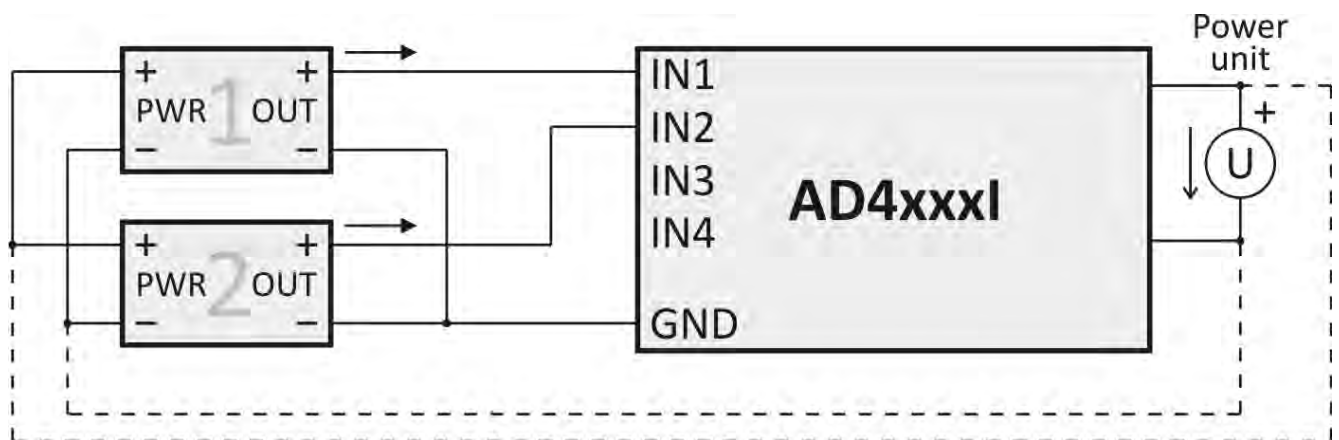 Power
unit
+ +
PWR 1 OUT
− −
+ +
PWR 2 OUT
− −
IN1
IN2
IN3
IN4
GND
AD4xxxI
+
U